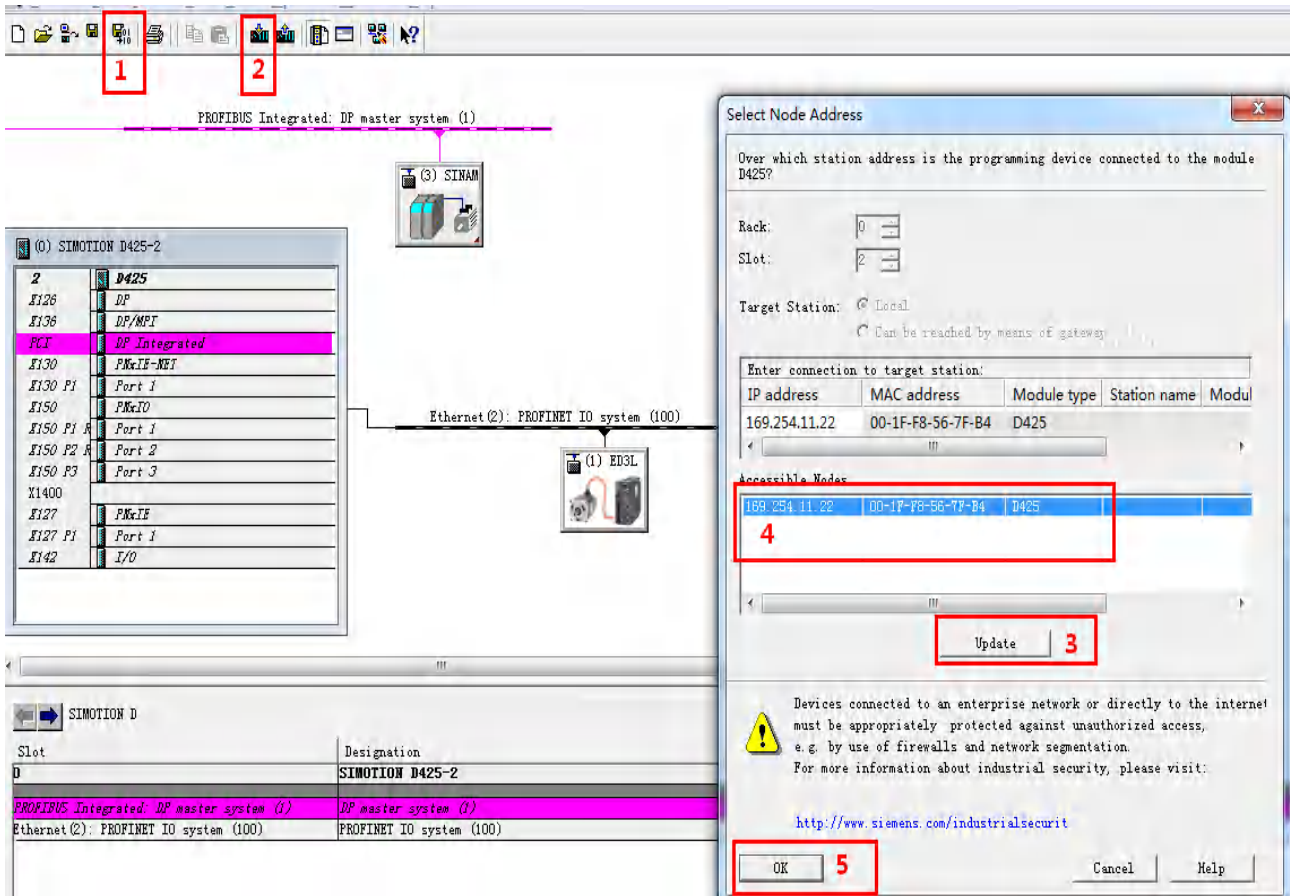 1
2
PROFIBUS Integrated: DP master system (1)
(3) SINAM
(0) SIMOTION D425-2
2 D425
X126 DP
X136 DP/MPI
PCI DP Integrated
X130 PNxIE-NET
X130 P1 Port 1
X150 PNxIO
X150 P1 R Port 1
X150 P2 R Port 2
X150 P3 Port 3
X1400
X127 PNxIE
X127 P1 Port 1
X142 I/O
Ethernet(2): PROFINET IO system (100)
(1) ED3L
SIMOTION D
Slot Designation
D SIMOTION D425-2
PROFIBUS Integrated: DP master system (1) DP master system (1)
Ethernet(2): PROFINET IO system (100) PROFINET IO system (100)
Select Node Address
Over which station address is the programming device connected to the module
D425?
Rack: 0
Slot: 2
Target Station: Local
Can be reached by means of gateway
Enter connection to target station:
IP address MAC address Module type Station name Modul
169.254.11.22 00-1F-F8-56-7F-B4 D425
Accessible Nodes
169.254.11.22 00-1F-F8-56-7F-B4 D425
4
Update 3
Devices connected to an enterprise network or directly to the internet
must be appropriately protected against unauthorized access,
e.g. by use of firewalls and network segmentation.
For more information about industrial security, please visit:
http://www.siemens.com/industrialsecurit
OK 5 Cancel Help